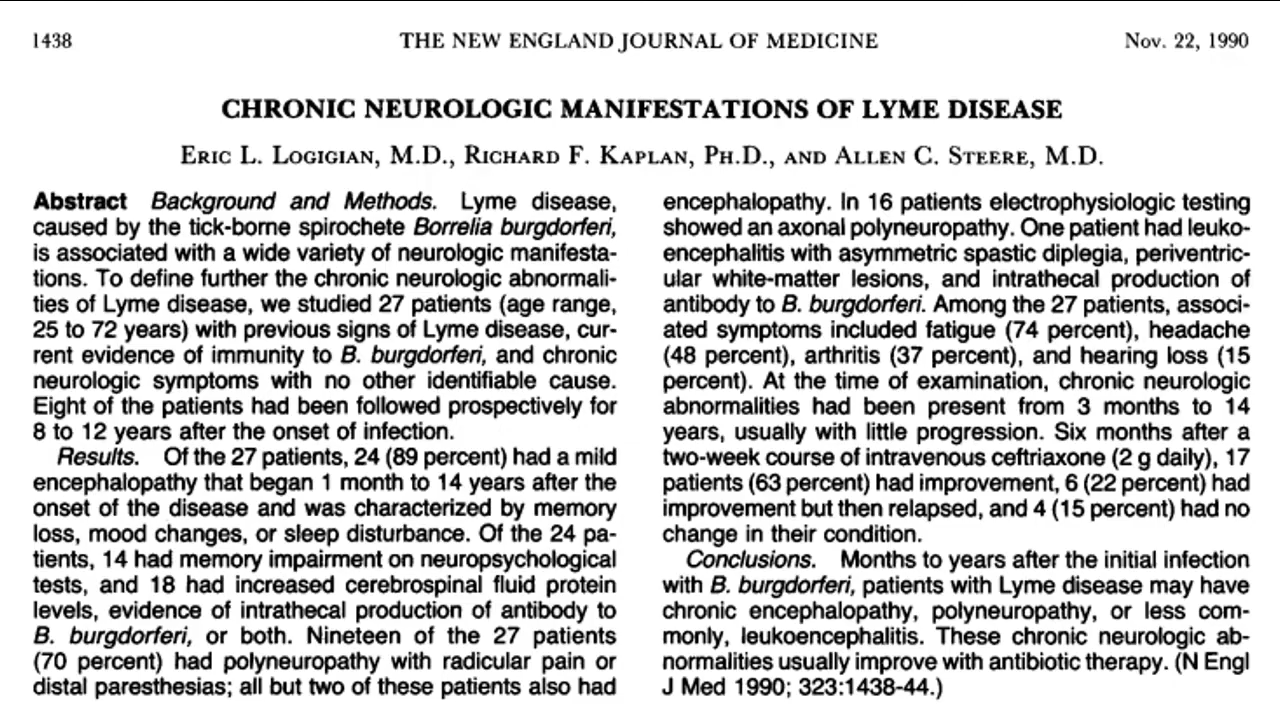 1438
THE NEW ENGLAND JOURNAL OF MEDICINE
Nov. 22, 1990
CHRONIC NEUROLOGIC MANIFESTATIONS OF LYME DISEASE
ERIC L. LOGIGIAN, M.D., RICHARD F. KAPLAN, PH.D., AND ALLEN C. STEERE, M.D.
Abstract Background and Methods. Lyme disease,
caused by the tick-borne spirochete Borrelia burgdorferi,
is associated with a wide variety of neurologic manifesta-
tions. To define further the chronic neurologic abnormali-
ties of Lyme disease, we studied 27 patients (age range,
25 to 72 years) with previous signs of Lyme disease, cur-
rent evidence of immunity to B. burgdorferi, and chronic
neurologic symptoms with no other identifiable cause.
Eight of the patients had been followed prospectively for
8 to 12 years after the onset of infection.
Results. Of the 27 patients, 24 (89 percent) had a mild
encephalopathy that began 1 month to 14 years after the
onset of the disease and was characterized by memory
loss, mood changes, or sleep disturbance. Of the 24 pa-
tients, 14 had memory impairment on neuropsychological
tests, and 18 had increased cerebrospinal fluid protein
levels, evidence of intrathecal production of antibody to
B. burgdorferi, or both. Nineteen of the 27 patients
(70 percent) had polyneuropathy with radicular pain or
distal paresthesias; all but two of these patients also had
encephalopathy. In 16 patients electrophysiologic testing
showed an axonal polyneuropathy. One patient had leuko-
encephalitis with asymmetric spastic diplegia, periventric-
ular white-matter lesions, and intrathecal production of
antibody to B. burgdorferi. Among the 27 patients, associ-
ated symptoms included fatigue (74 percent), headache
(48 percent), arthritis (37 percent), and hearing loss (15
percent). At the time of examination, chronic neurologic
abnormalities had been present from 3 months to 14
years, usually with little progression. Six months after a
two-week course of intravenous ceftriaxone (2 g daily), 17
patients (63 percent) had improvement, 6 (22 percent) had
improvement but then relapsed, and 4 (15 percent) had no
change in their condition.
Conclusions. Months to years after the initial infection
with B. burgdorferi, patients with Lyme disease may have
chronic encephalopathy, polyneuropathy, or less com-
monly, leukoencephalitis. These chronic neurologic ab-
normalities usually improve with antibiotic therapy. (N Engl
J Med 1990; 323:1438-44.)